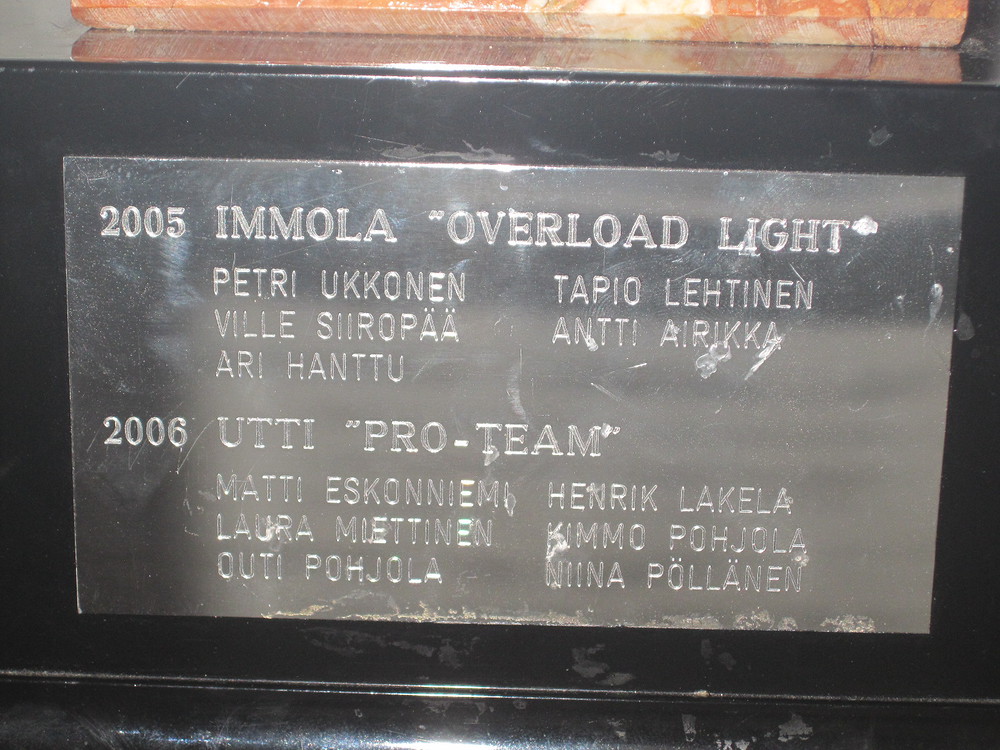 2005 IMMOLA "OVERLOAD LIGHT"
PETRI UKKONEN TAPIO LEHTINEN
VILLE SIIROPÄÄ ANTTI AIRIKKA
ARI HANTTU
2006 UTTI "PRO-TEAM"
MATTI ESKONNIEMI HENRIK LAKELA
LAURA MIETTINEN KIMMO POHJOLA
OUTI POHJOLA NIINA PÖLLÄNEN